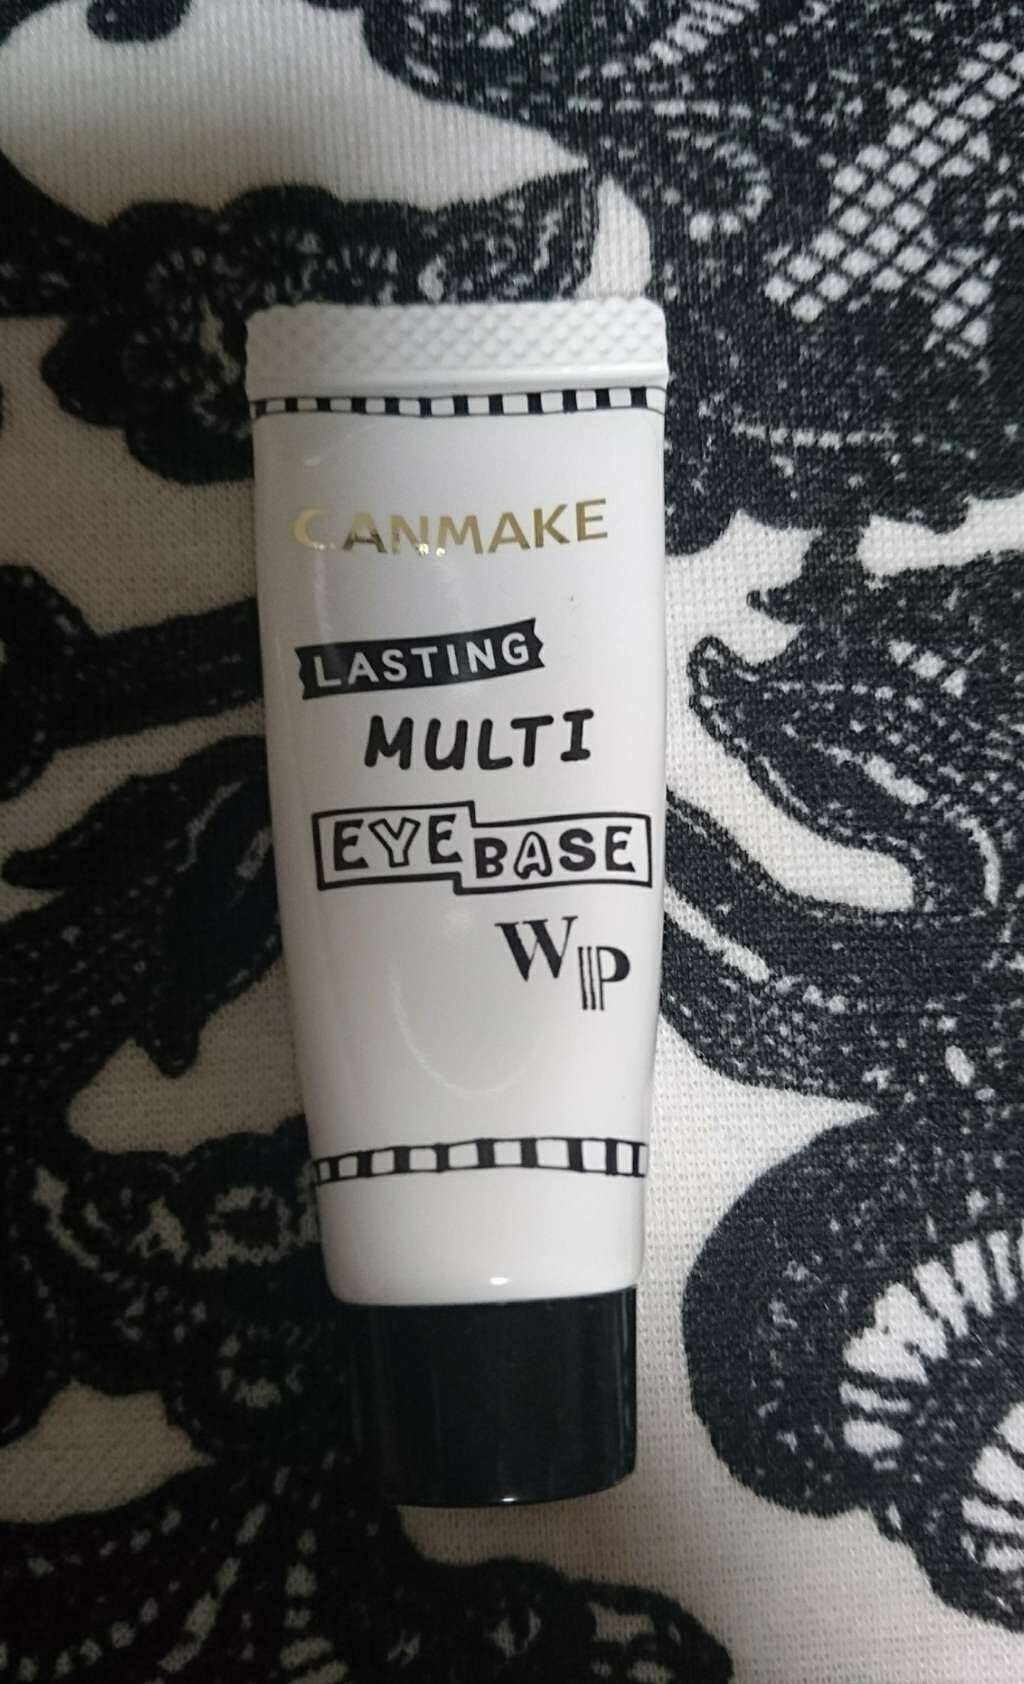 CANMAKE
LASTING
MULTI
EYE BASE
WP